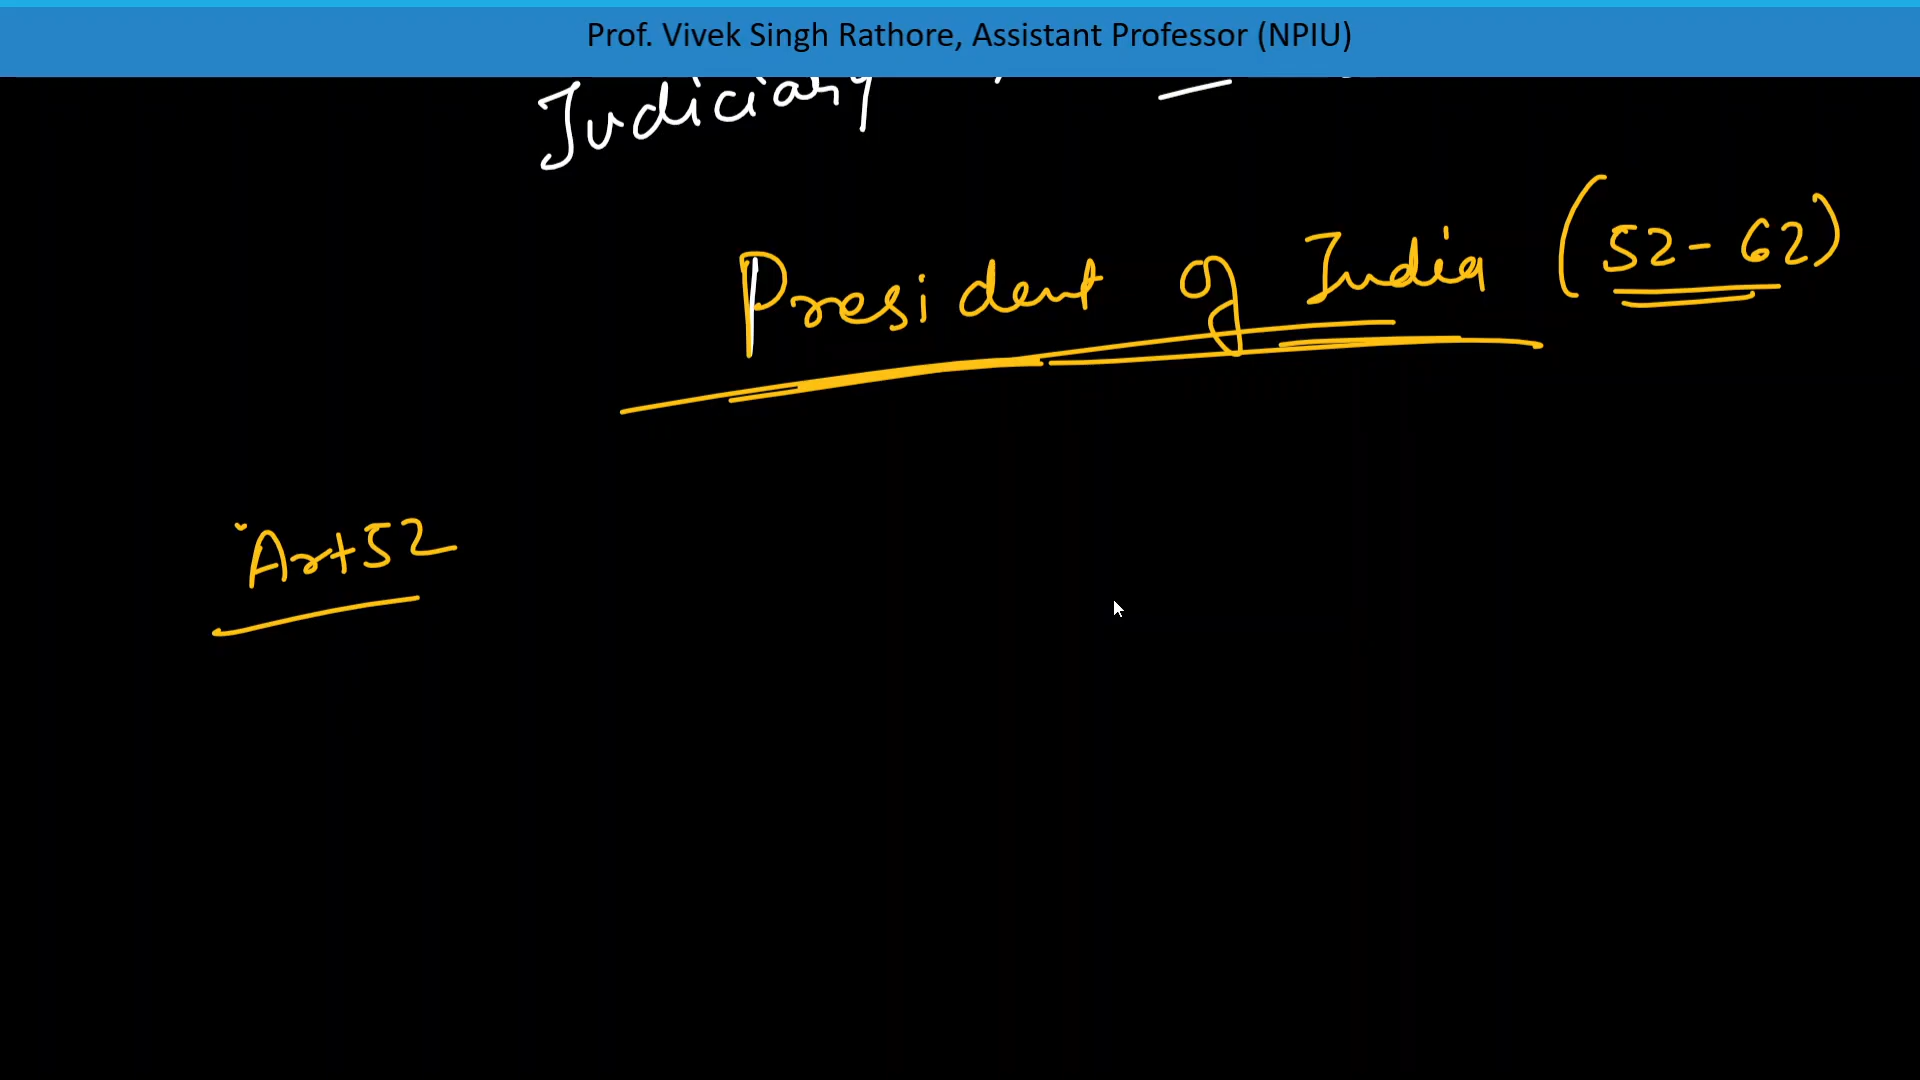 Prof. Vivek Singh Rathore, Assistant Professor (NPIU)
Judiciary
President of India (52-62)
Art 52